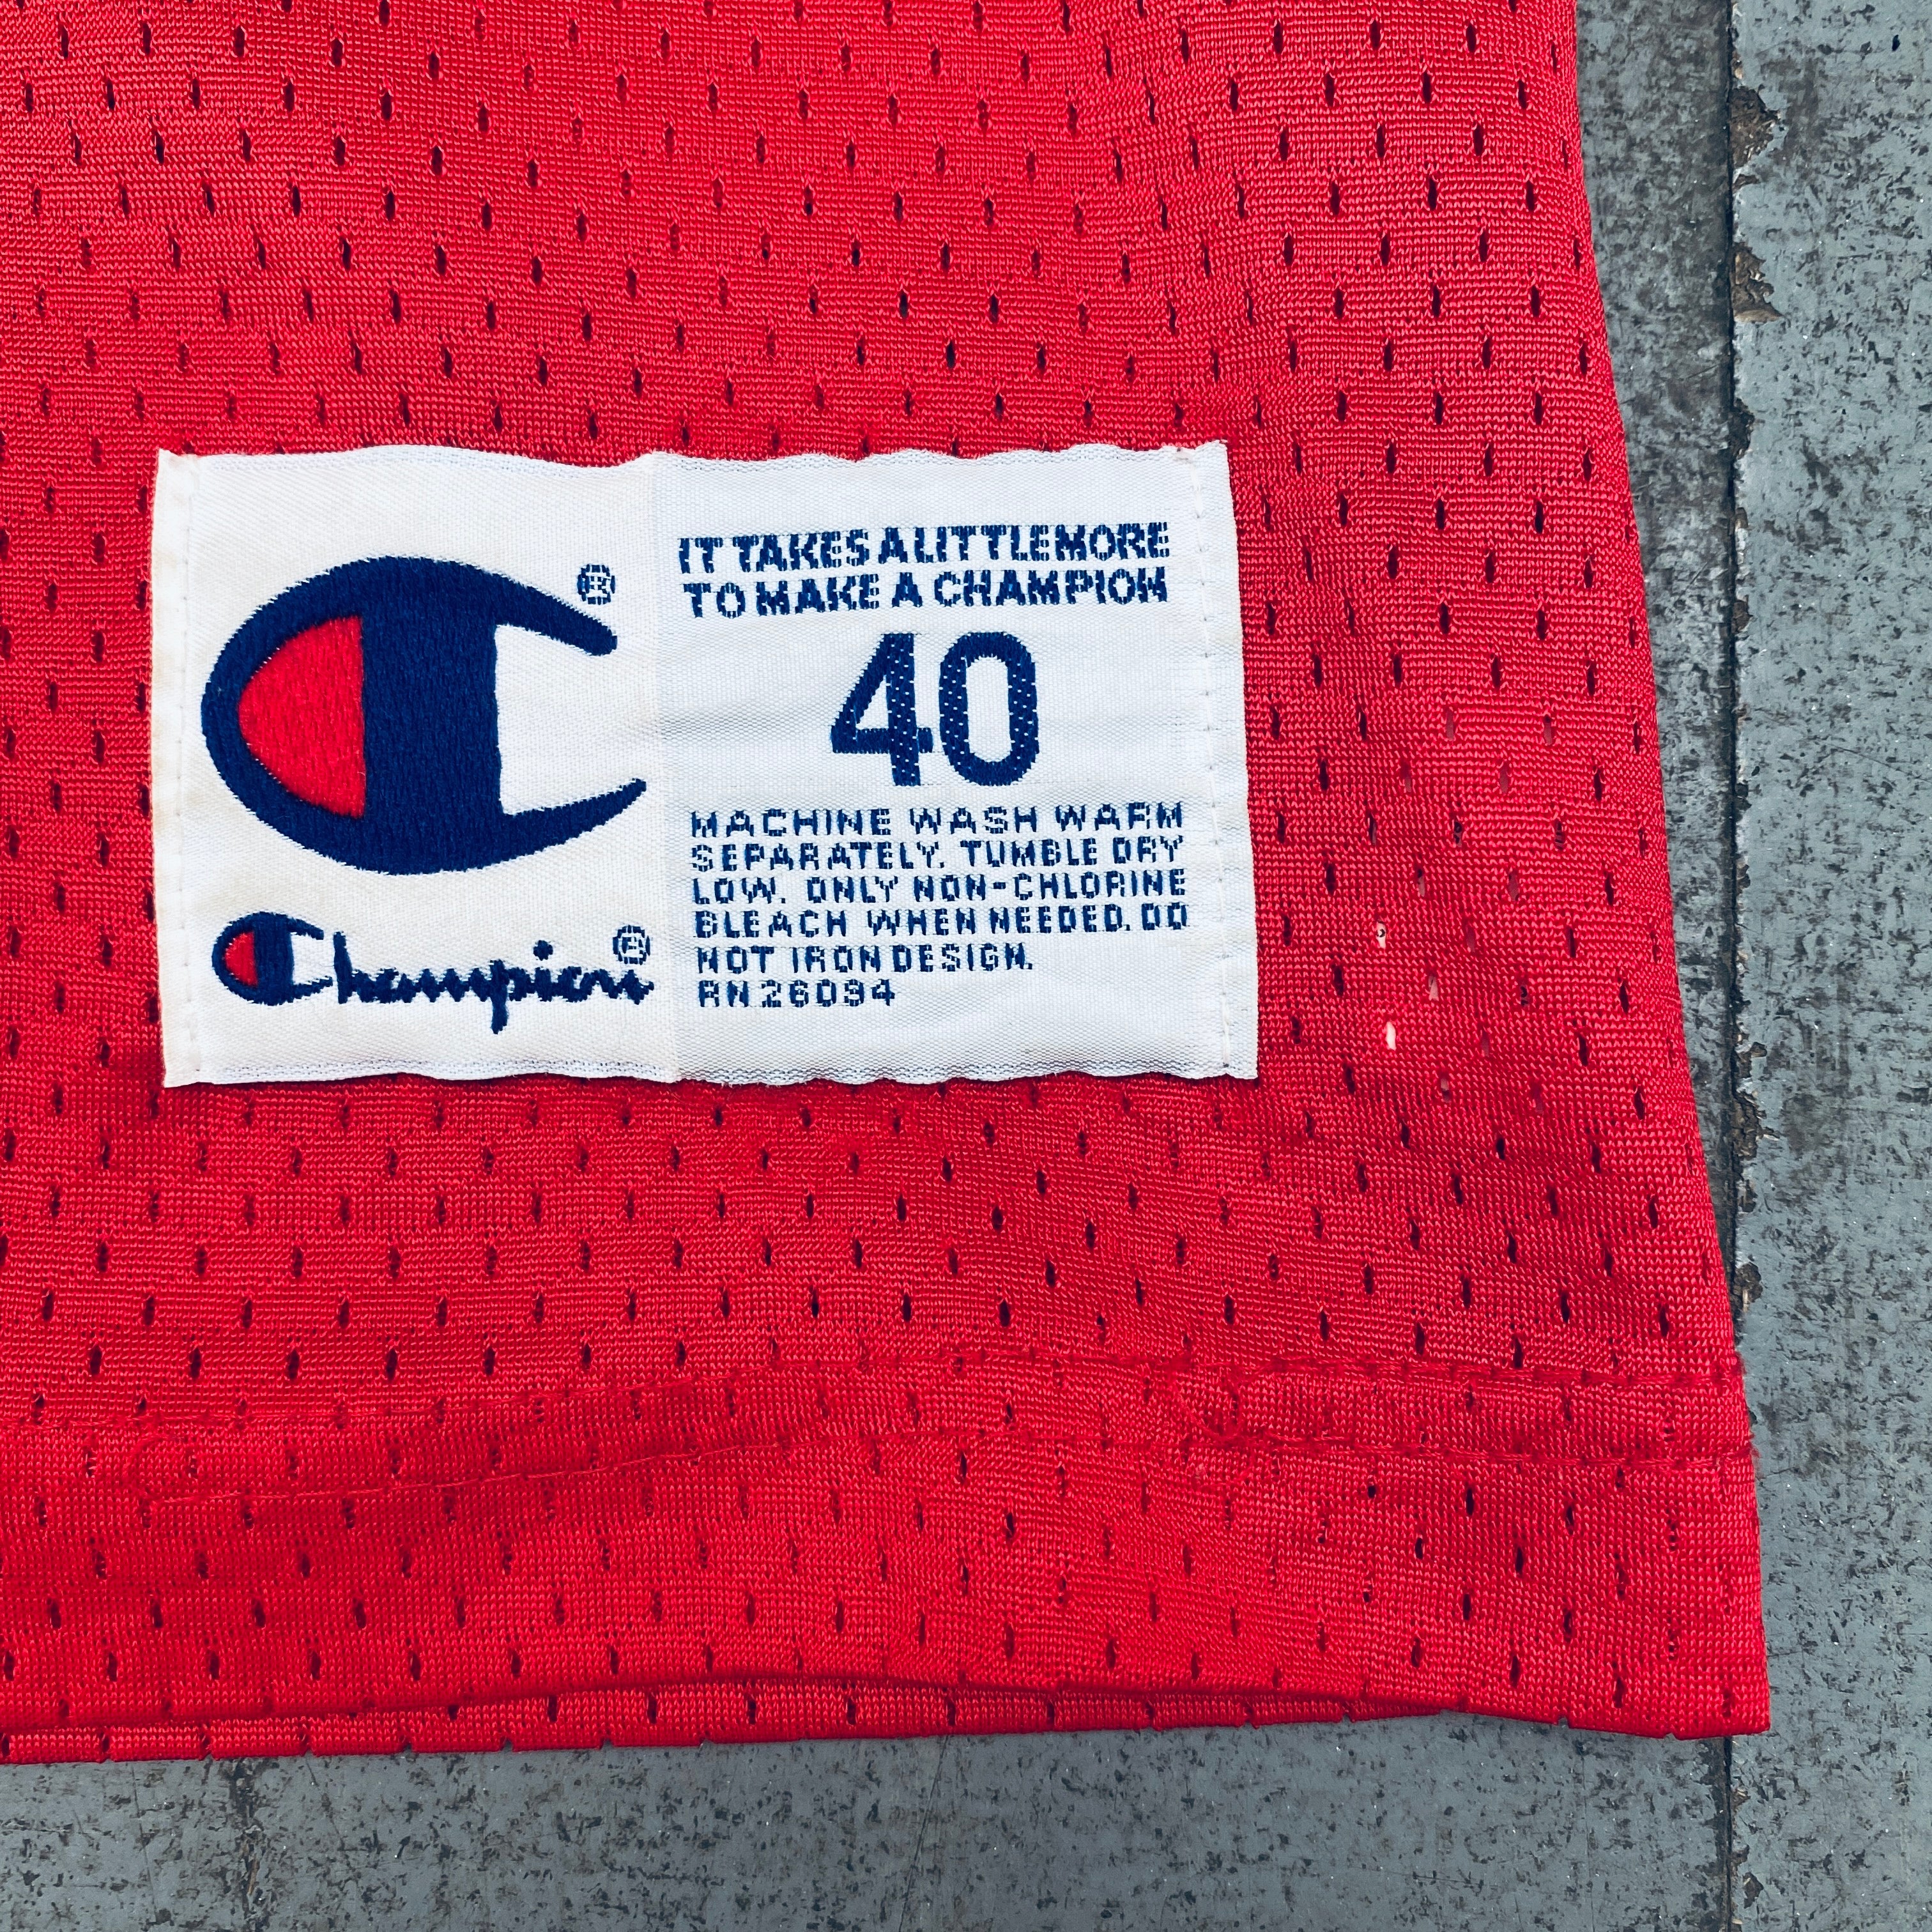 IT TAKES A LITTLE MORE
TO MAKE A CHAMPION
40
MACHINE WASH WARM
SEPARATELY. TUMBLE DRY
LOW. ONLY NON-CHLORINE
BLEACH WHEN NEEDED. DO
NOT IRON DESIGN.
RN 26094
®
Champion®